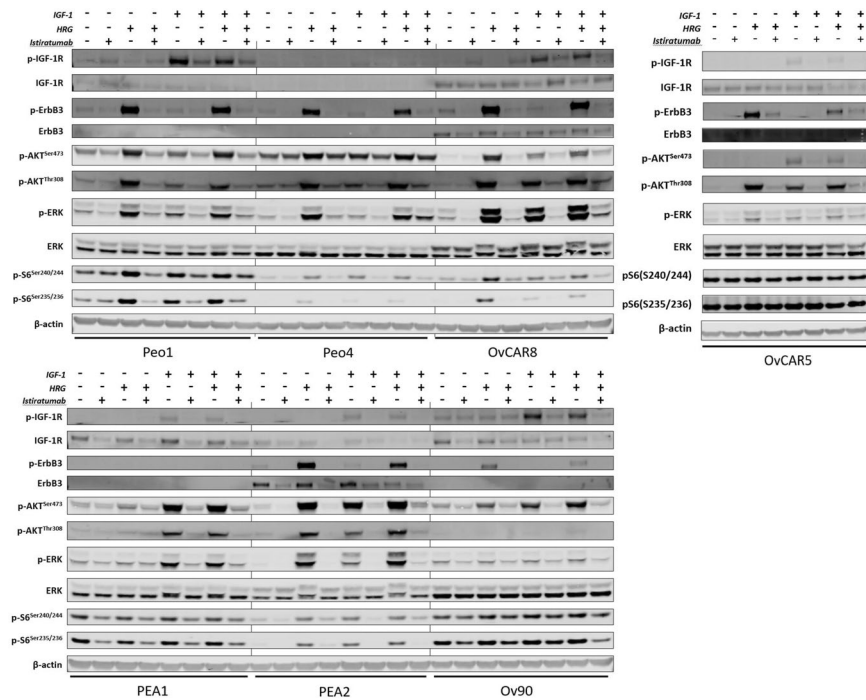 IGF-1 - - - - + + + + - - - - + + + + - - - - + + + +
HRG - - + + - - + + - - + + - - + + - - + + - - + +
Istiratumab - + - + - + - + - + - + - + - + - + - + - + - +
p-IGF-1R
IGF-1R
p-ErbB3
ErbB3
p-AKTSer473
p-AKTThr308
p-ERK
ERK
p-S6Ser240/244
p-S6Ser235/236
β-actin
Peo1 Peo4 OvCAR8
IGF-1 - - - - + + + +
HRG - - + + - - + +
Istiratumab - + - + - + - +
p-IGF-1R
IGF-1R
p-ErbB3
ErbB3
p-AKTSer473
p-AKTThr308
p-ERK
ERK
pS6(S240/244)
pS6(S235/236)
β-actin
OvCAR5
IGF-1 - - - - + + + + - - - - + + + + - - - - + + + +
HRG - - + + - - + + - - + + - - + + - - + + - - + +
Istiratumab - + - + - + - + - + - + - + - + - + - + - + - +
p-IGF-1R
IGF-1R
p-ErbB3
ErbB3
p-AKTSer473
p-AKTThr308
p-ERK
ERK
p-S6Ser240/244
p-S6Ser235/236
β-actin
PEA1 PEA2 Ov90